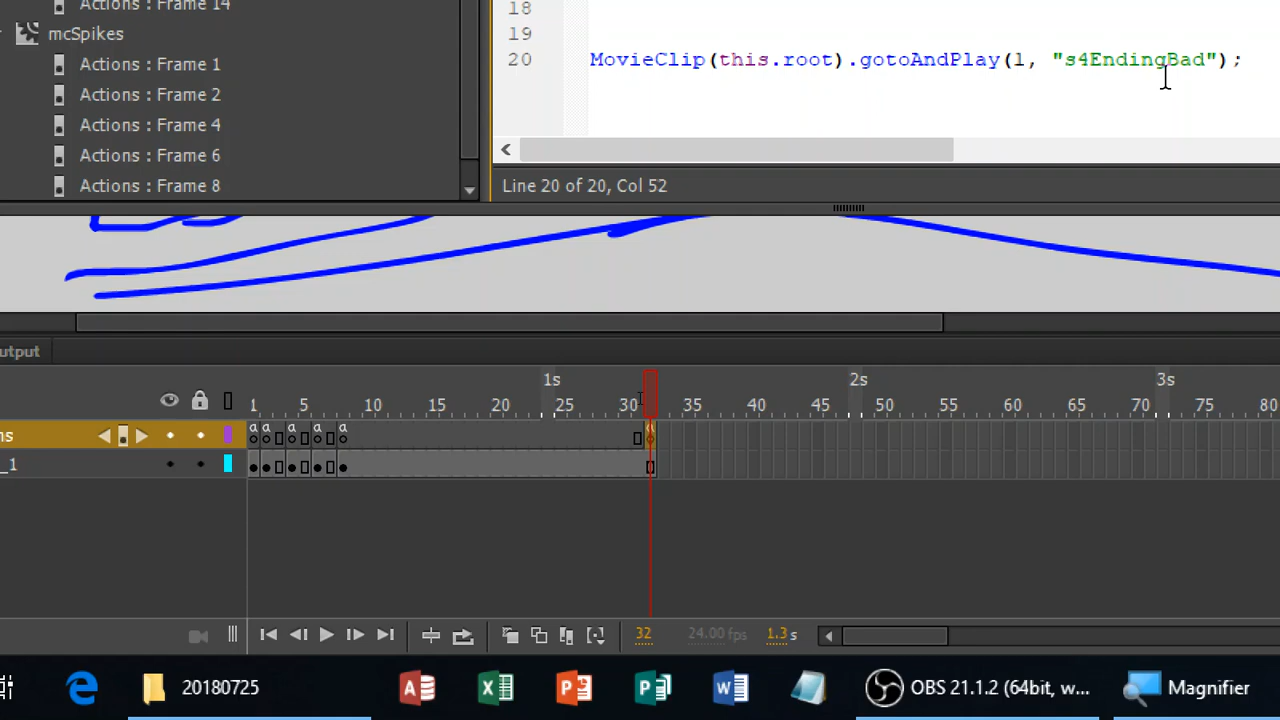 Actions : Frame 14
mcSpikes
Actions : Frame 1
Actions : Frame 2
Actions : Frame 4
Actions : Frame 6
Actions : Frame 8
18
19
20 MovieClip(this.root).gotoAndPlay(1, "s4EndingBad");
Line 20 of 20, Col 52
utput
1s 2s 3s
1 5 10 15 20 25 30 35 40 45 50 55 60 65 70 75 80
a a a a a a
ns
_1
32 24.00 fps 1.3 s
20180725 OBS 21.1.2 (64bit, w... Magnifier